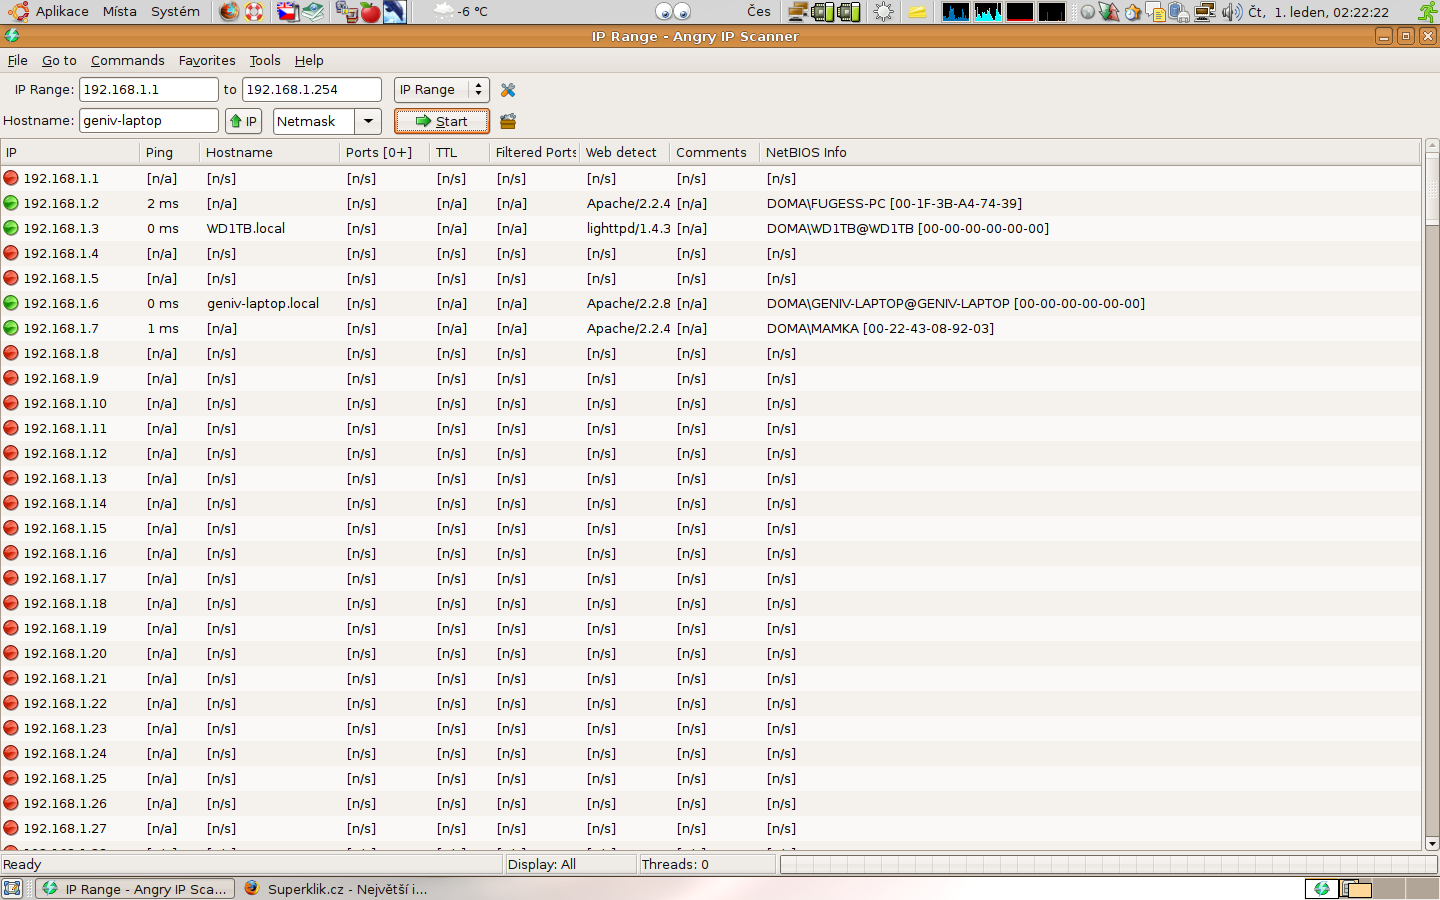 Aplikace Místa Systém -6 °C Čes Čt, 1. leden, 02:22:22
IP Range - Angry IP Scanner
File Go to Commands Favorites Tools Help
IP Range: 192.168.1.1 to 192.168.1.254 IP Range
Hostname: geniv-laptop IP Netmask Start
IP Ping Hostname Ports [0+] TTL Filtered Ports Web detect Comments NetBIOS Info
192.168.1.1 [n/a] [n/s] [n/s] [n/s] [n/s] [n/s] [n/s] [n/s]
192.168.1.2 2 ms [n/a] [n/s] [n/a] [n/a] Apache/2.2.4 [n/a] DOMA\FUGESS-PC [00-1F-3B-A4-74-39]
192.168.1.3 0 ms WD1TB.local [n/s] [n/a] [n/a] lighttpd/1.4.3 [n/a] DOMA\WD1TB@WD1TB [00-00-00-00-00-00]
192.168.1.4 [n/a] [n/s] [n/s] [n/s] [n/s] [n/s] [n/s] [n/s]
192.168.1.5 [n/a] [n/s] [n/s] [n/s] [n/s] [n/s] [n/s] [n/s]
192.168.1.6 0 ms geniv-laptop.local [n/s] [n/a] [n/a] Apache/2.2.8 [n/a] DOMA\GENIV-LAPTOP@GENIV-LAPTOP [00-00-00-00-00-00]
192.168.1.7 1 ms [n/a] [n/s] [n/a] [n/a] Apache/2.2.4 [n/a] DOMA\MAMKA [00-22-43-08-92-03]
192.168.1.8 [n/a] [n/s] [n/s] [n/s] [n/s] [n/s] [n/s] [n/s]
192.168.1.9 [n/a] [n/s] [n/s] [n/s] [n/s] [n/s] [n/s] [n/s]
192.168.1.10 [n/a] [n/s] [n/s] [n/s] [n/s] [n/s] [n/s] [n/s]
192.168.1.11 [n/a] [n/s] [n/s] [n/s] [n/s] [n/s] [n/s] [n/s]
192.168.1.12 [n/a] [n/s] [n/s] [n/s] [n/s] [n/s] [n/s] [n/s]
192.168.1.13 [n/a] [n/s] [n/s] [n/s] [n/s] [n/s] [n/s] [n/s]
192.168.1.14 [n/a] [n/s] [n/s] [n/s] [n/s] [n/s] [n/s] [n/s]
192.168.1.15 [n/a] [n/s] [n/s] [n/s] [n/s] [n/s] [n/s] [n/s]
192.168.1.16 [n/a] [n/s] [n/s] [n/s] [n/s] [n/s] [n/s] [n/s]
192.168.1.17 [n/a] [n/s] [n/s] [n/s] [n/s] [n/s] [n/s] [n/s]
192.168.1.18 [n/a] [n/s] [n/s] [n/s] [n/s] [n/s] [n/s] [n/s]
192.168.1.19 [n/a] [n/s] [n/s] [n/s] [n/s] [n/s] [n/s] [n/s]
192.168.1.20 [n/a] [n/s] [n/s] [n/s] [n/s] [n/s] [n/s] [n/s]
192.168.1.21 [n/a] [n/s] [n/s] [n/s] [n/s] [n/s] [n/s] [n/s]
192.168.1.22 [n/a] [n/s] [n/s] [n/s] [n/s] [n/s] [n/s] [n/s]
192.168.1.23 [n/a] [n/s] [n/s] [n/s] [n/s] [n/s] [n/s] [n/s]
192.168.1.24 [n/a] [n/s] [n/s] [n/s] [n/s] [n/s] [n/s] [n/s]
192.168.1.25 [n/a] [n/s] [n/s] [n/s] [n/s] [n/s] [n/s] [n/s]
192.168.1.26 [n/a] [n/s] [n/s] [n/s] [n/s] [n/s] [n/s] [n/s]
192.168.1.27 [n/a] [n/s] [n/s] [n/s] [n/s] [n/s] [n/s] [n/s]
Ready Display: All Threads: 0
IP Range - Angry IP Sca... Superklik.cz - Největší i...